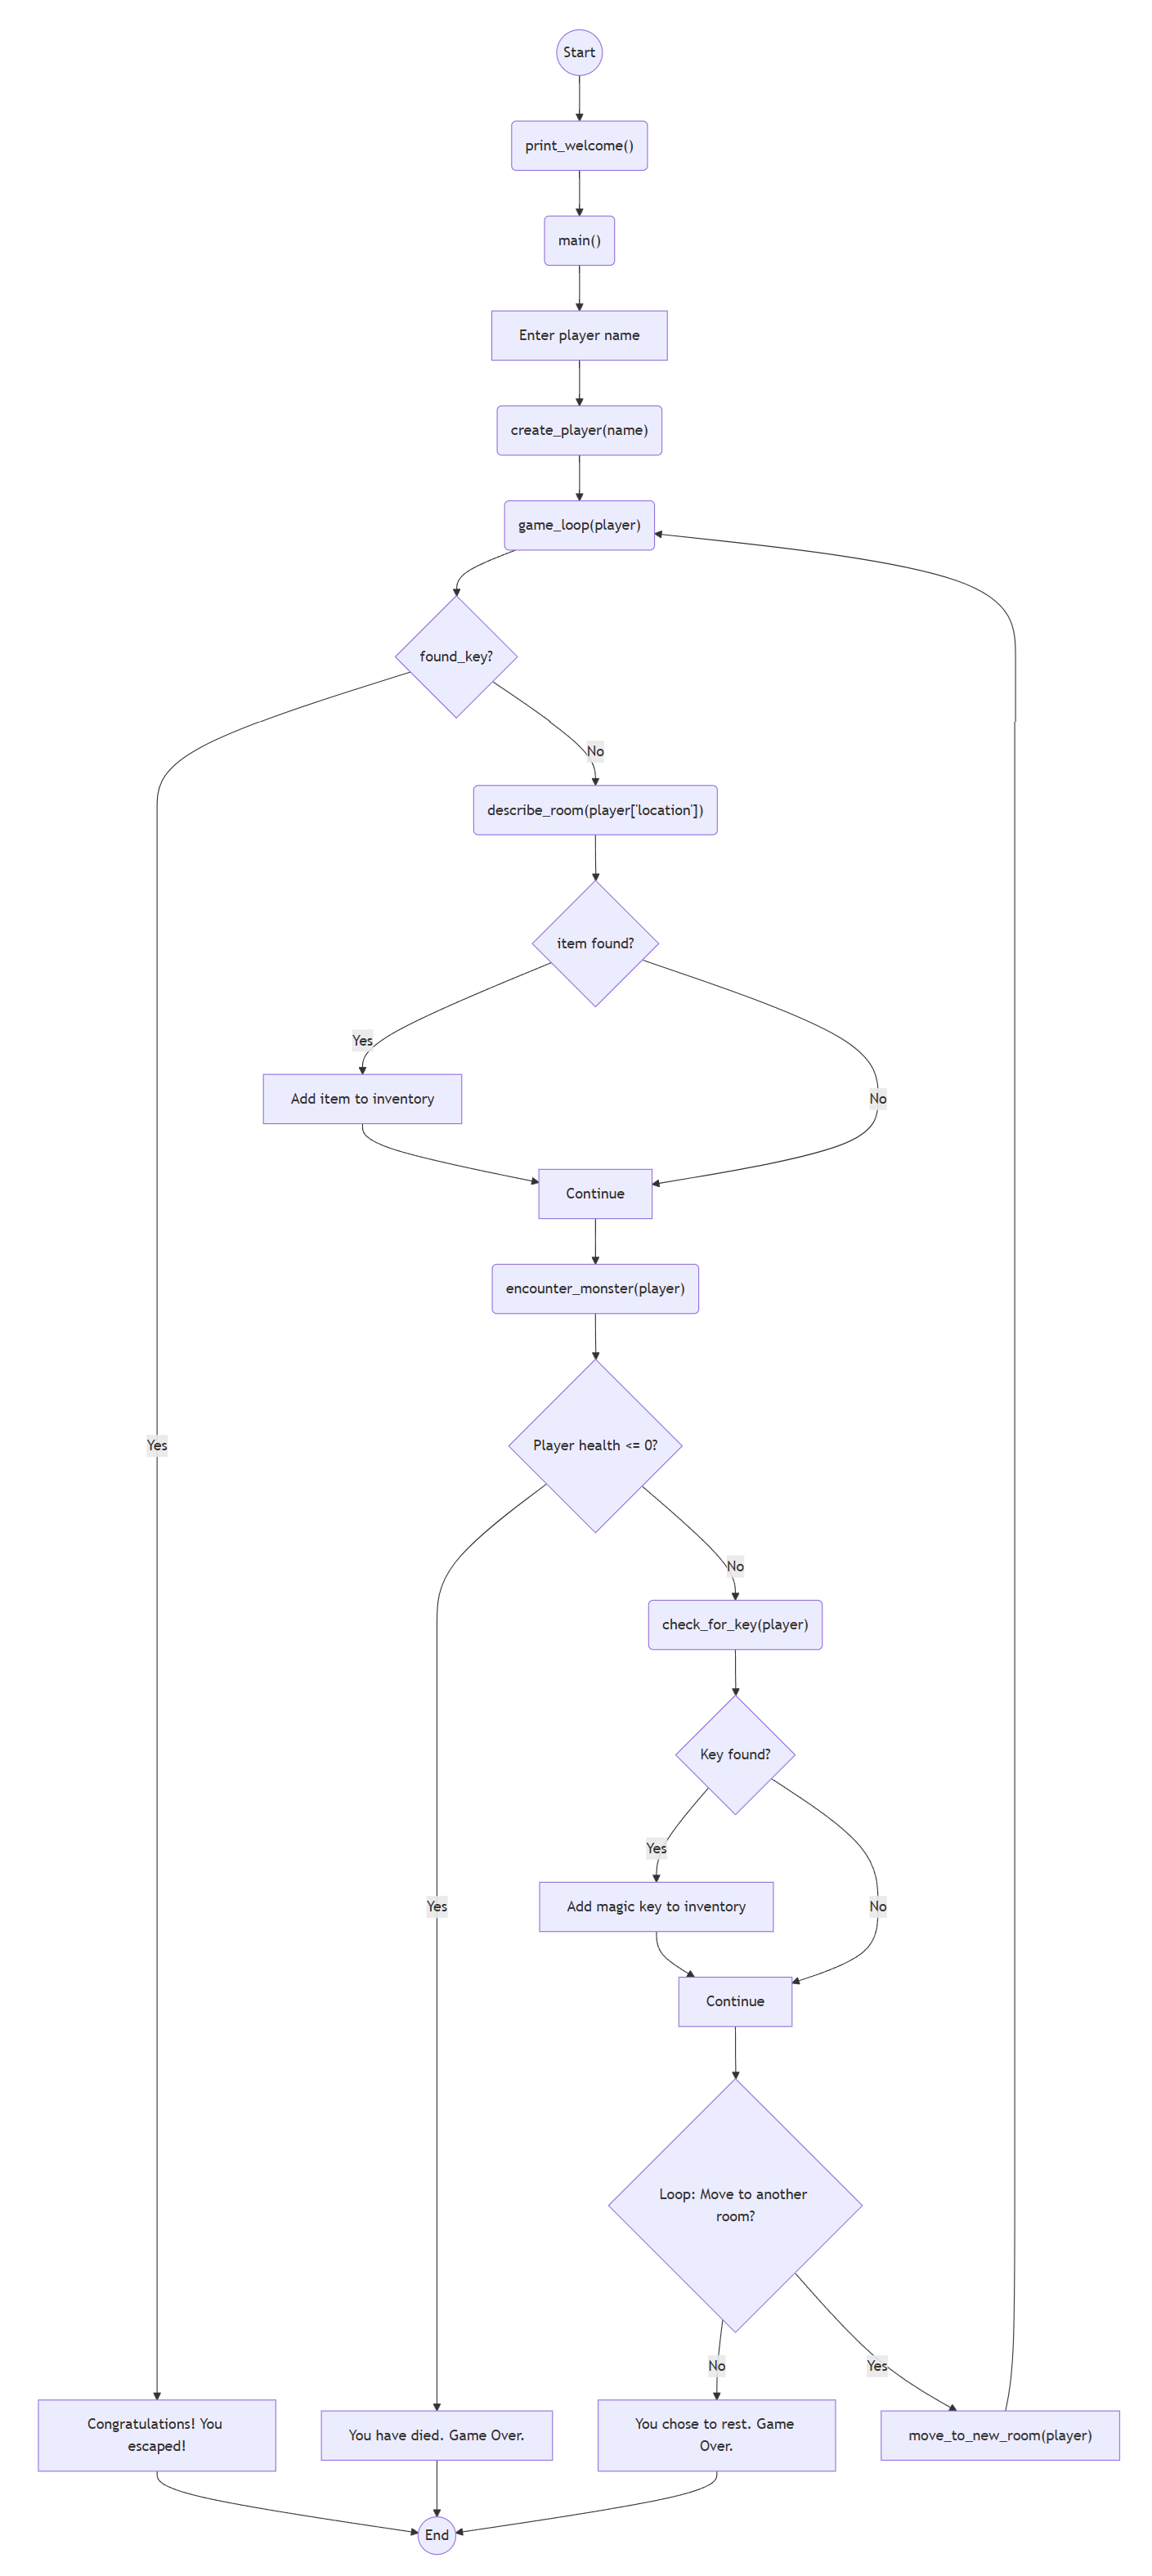 Start
print_welcome()
main()
Enter player name
create_player(name)
game_loop(player)
found_key?
No
describe_room(player['location'])
item found?
Yes
Add item to inventory
No
Continue
encounter_monster(player)
Yes
Player health <= 0?
No
check_for_key(player)
Key found?
Yes
Yes
Add magic key to inventory
No
Continue
Loop: Move to another
room?
No
Yes
Congratulations! You
escaped!
You have died. Game Over.
You chose to rest. Game
Over.
move_to_new_room(player)
End